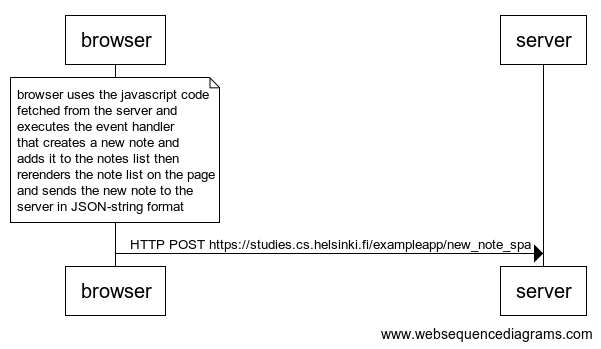 browser
server
browser uses the javascript code
fetched from the server and
executes the event handler
that creates a new note and
adds it to the notes list then
rerenders the note list on the page
and sends the new note to the
server in JSON-string format
HTTP POST https://studies.cs.helsinki.fi/exampleapp/new_note_spa
browser
server
www.websequencediagrams.com